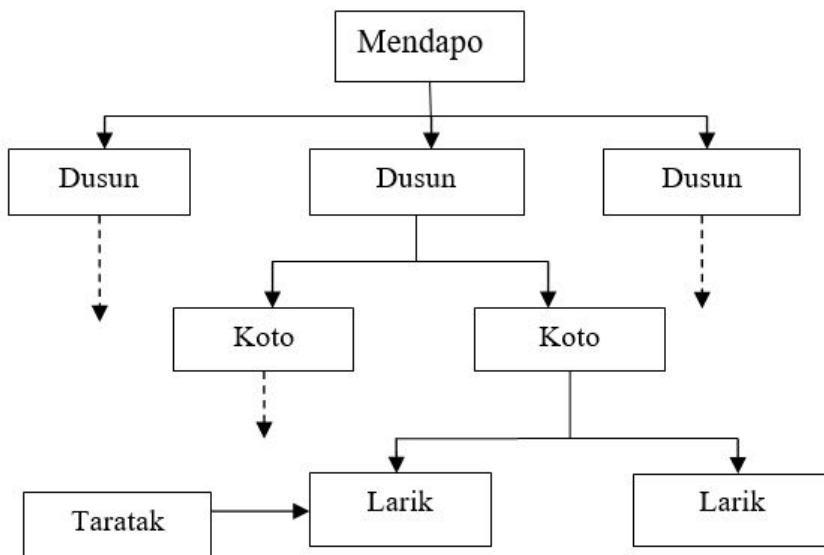 Mendapo
Dusun
Dusun
Dusun
Koto
Koto
Larik
Larik
Taratak